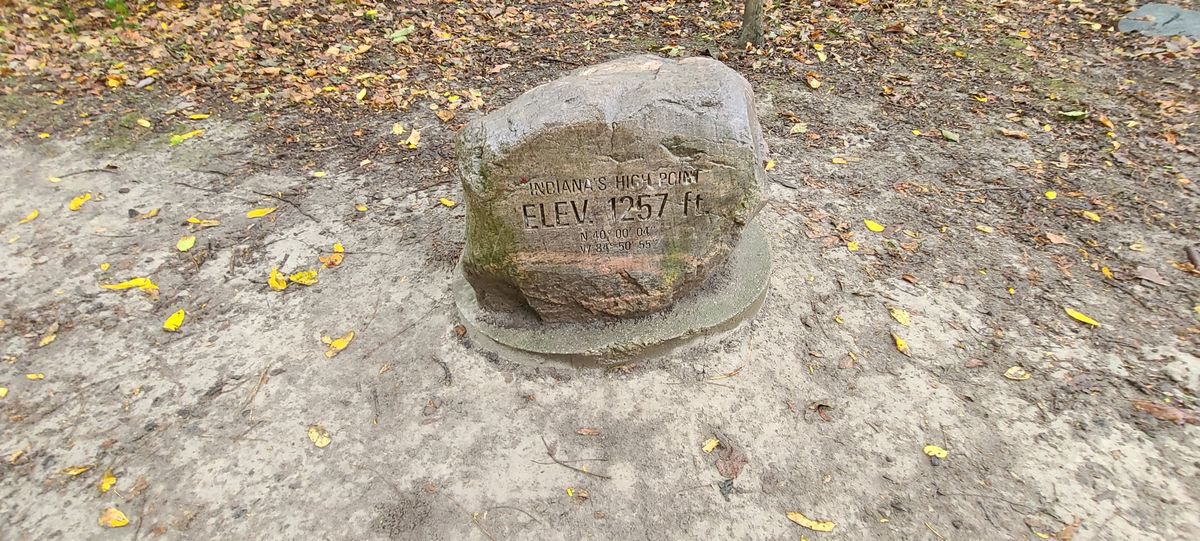 INDIANA'S HIGH POINT
ELEV. 1257 ft.
N 40° 00' 04"
W 84° 50' 55"